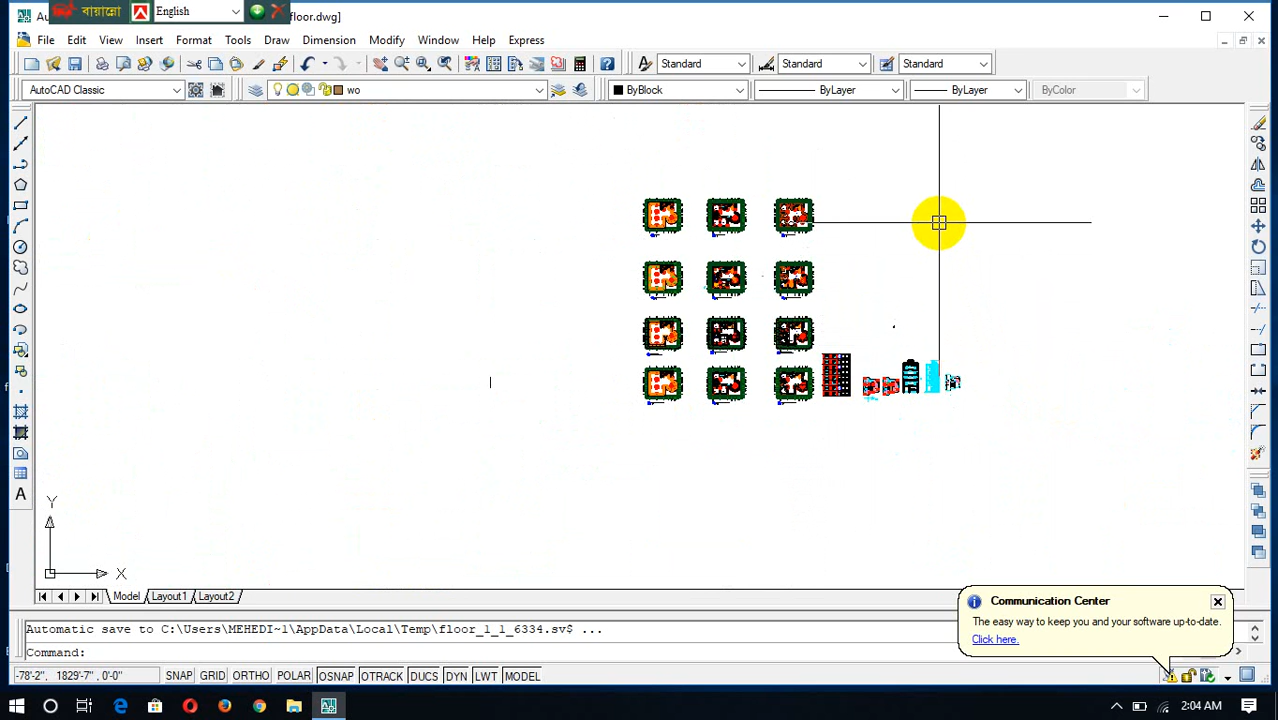 Au
বায়ান্নো
English
floor.dwg]
File Edit View Insert Format Tools Draw Dimension Modify Window Help Express
Standard Standard Standard
AutoCAD Classic wo ByBlock ByLayer ByLayer ByColor
Y
X
Model Layout1 Layout2
Communication Center
The easy way to keep you and your software up-to-date.
Click here.
Automatic save to C:\Users\MEHEDI~1\AppData\Local\Temp\floor_1_1_6334.sv$ ...
Command:
-78'-2", 1829'-7", 0'-0" SNAP GRID ORTHO POLAR OSNAP OTRACK DUCS DYN LWT MODEL
2:04 AM